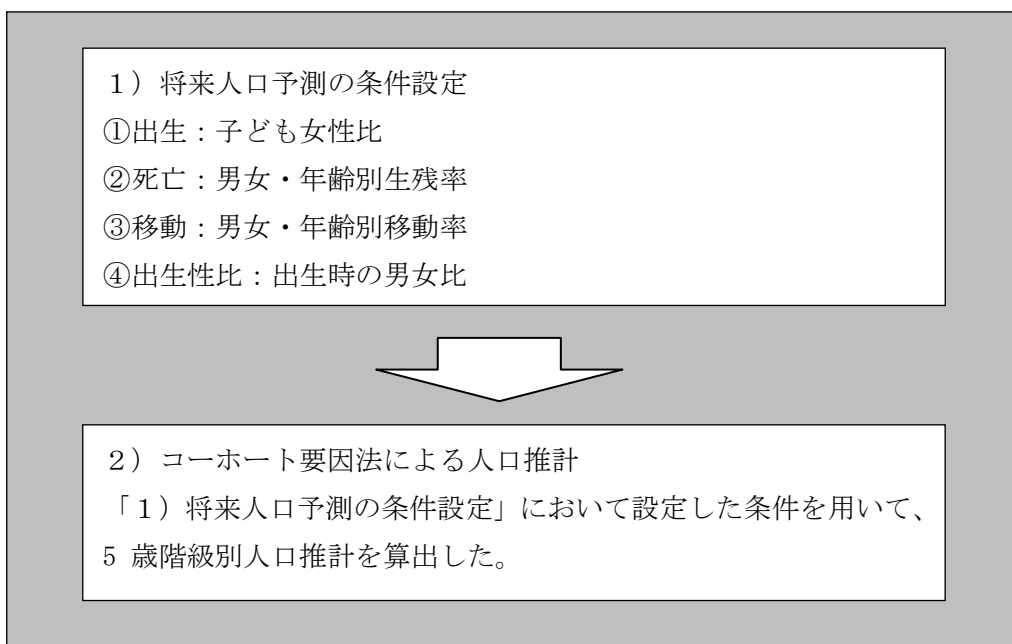 １）将来人口予測の条件設定
①出生：子ども女性比
②死亡：男女・年齢別生残率
③移動：男女・年齢別移動率
④出生性比：出生時の男女比
２）コーホート要因法による人口推計
「１）将来人口予測の条件設定」において設定した条件を用いて、
5 歳階級別人口推計を算出した。